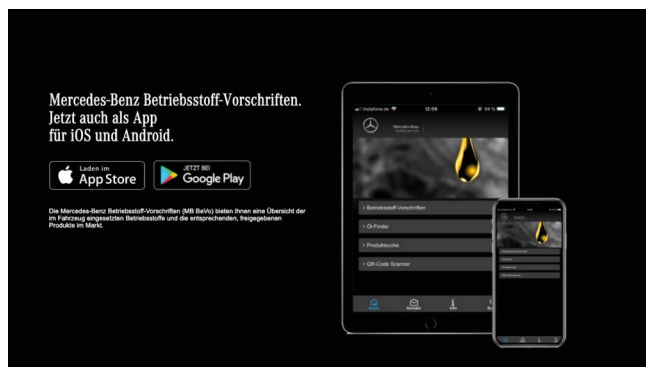 Mercedes-Benz Betriebsstoff-Vorschriften.
Jetzt auch als App
für iOS und Android.
Laden im
App Store
JETZT BEI
Google Play
Die Mercedes-Benz Betriebsstoff-Vorschriften (MB BeVo) bieten Ihnen eine Übersicht der
im Fahrzeug eingesetzten Betriebsstoffe und die entsprechenden, freigegebenen
Produkte im Markt.
12:56
Mercedes-Benz
> Betriebsstoff-Vorschriften
> Öl-Finder
> Produktsuche
> QR-Code Scanner
Home
Kontakt
Info